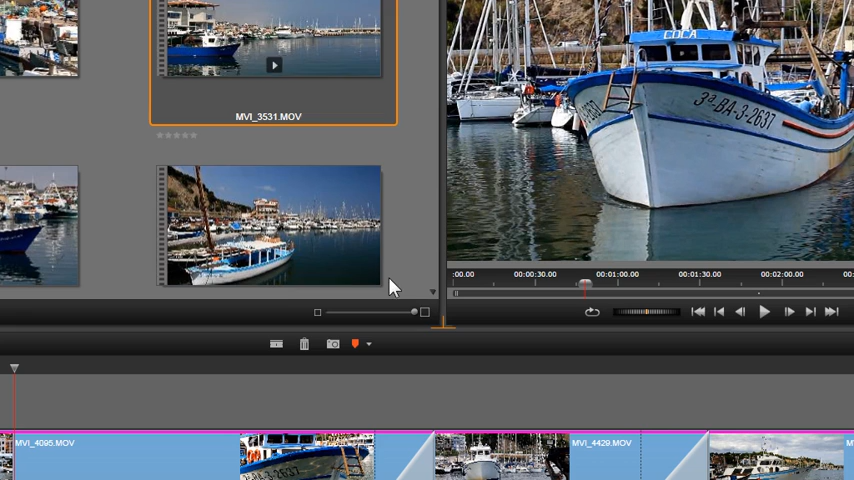 COCA
3ª BA-3-2637
MVI_3531.MOV
:00.00
00:00:30.00
00:01:00.00
00:01:30.00
00:02:00.00
00:
MVI_4095.MOV
MVI_4429.MOV
M